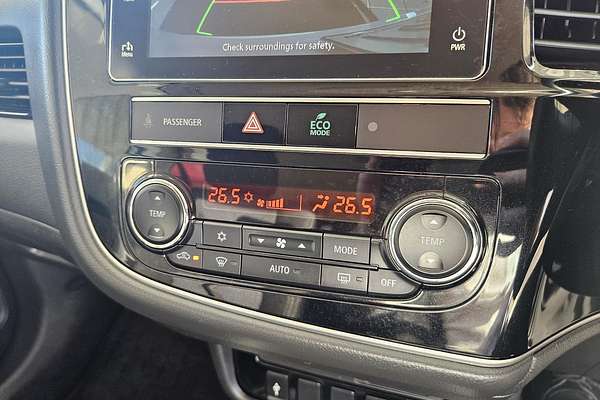 Check surroundings for safety.
Menu
PWR
PASSENGER
ECO
MODE
26.5 26.5
TEMP
TEMP
MODE
AUTO
OFF